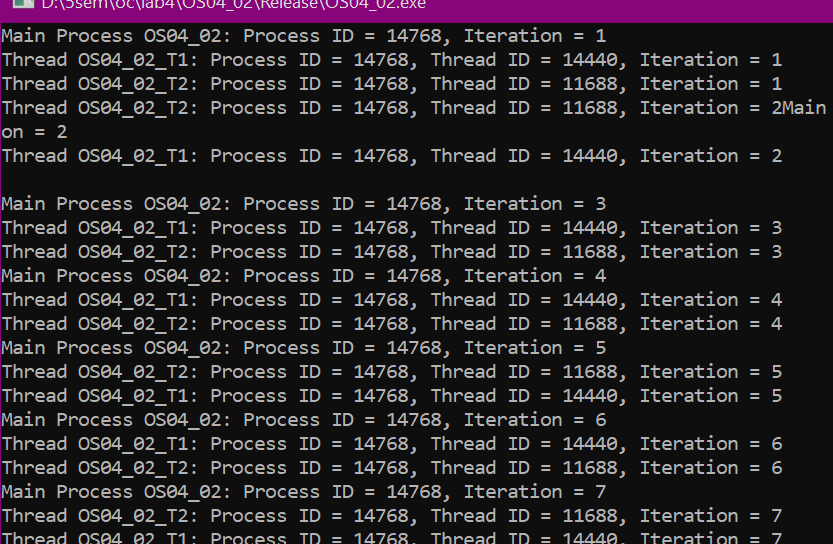 D:\5sem\oc\lab4\OS04_02\Release\OS04_02.exe
Main Process OS04_02: Process ID = 14768, Iteration = 1
Thread OS04_02_T1: Process ID = 14768, Thread ID = 14440, Iteration = 1
Thread OS04_02_T2: Process ID = 14768, Thread ID = 11688, Iteration = 1
Thread OS04_02_T2: Process ID = 14768, Thread ID = 11688, Iteration = 2Main
on = 2
Thread OS04_02_T1: Process ID = 14768, Thread ID = 14440, Iteration = 2
Main Process OS04_02: Process ID = 14768, Iteration = 3
Thread OS04_02_T1: Process ID = 14768, Thread ID = 14440, Iteration = 3
Thread OS04_02_T2: Process ID = 14768, Thread ID = 11688, Iteration = 3
Main Process OS04_02: Process ID = 14768, Iteration = 4
Thread OS04_02_T1: Process ID = 14768, Thread ID = 14440, Iteration = 4
Thread OS04_02_T2: Process ID = 14768, Thread ID = 11688, Iteration = 4
Main Process OS04_02: Process ID = 14768, Iteration = 5
Thread OS04_02_T2: Process ID = 14768, Thread ID = 11688, Iteration = 5
Thread OS04_02_T1: Process ID = 14768, Thread ID = 14440, Iteration = 5
Main Process OS04_02: Process ID = 14768, Iteration = 6
Thread OS04_02_T1: Process ID = 14768, Thread ID = 14440, Iteration = 6
Thread OS04_02_T2: Process ID = 14768, Thread ID = 11688, Iteration = 6
Main Process OS04_02: Process ID = 14768, Iteration = 7
Thread OS04_02_T2: Process ID = 14768, Thread ID = 11688, Iteration = 7
Thread OS04_02_T1: Process ID = 14768, Thread ID = 14440, Iteration = 7